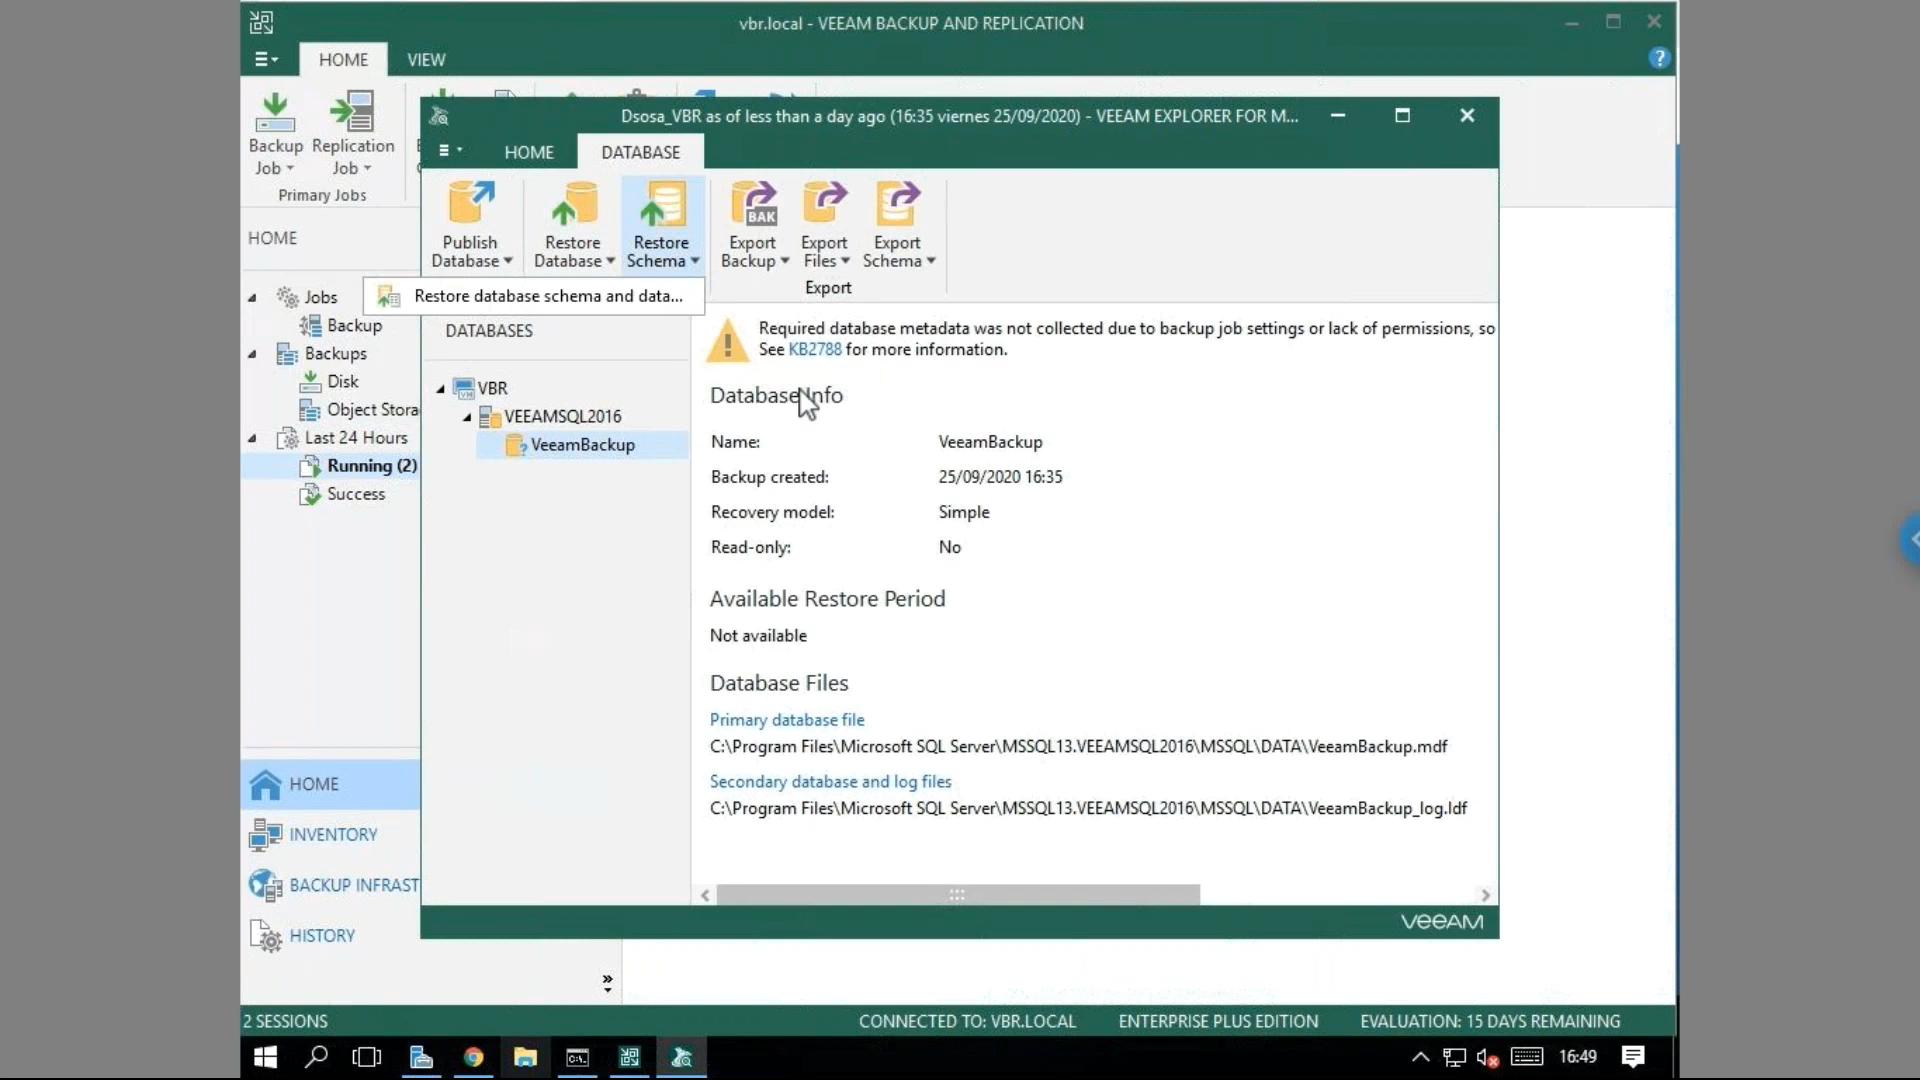 vbr.local - VEEAM BACKUP AND REPLICATION
HOME
VIEW
?
Backup Job
Replication Job
Primary Jobs
Dsosa_VBR as of less than a day ago (16:35 viernes 25/09/2020) - VEEAM EXPLORER FOR M...
HOME
DATABASE
Publish Database
Restore Database
Restore Schema
BAK
Export Backup
Export Files
Export Schema
Export
Restore database schema and data...
HOME
Jobs
Backup
Backups
Disk
Object Stora
Last 24 Hours
Running (2)
Success
DATABASES
VBR
VEEAMSQL2016
VeeamBackup
Required database metadata was not collected due to backup job settings or lack of permissions, so
See KB2788 for more information.
Database Info
Name: VeeamBackup
Backup created: 25/09/2020 16:35
Recovery model: Simple
Read-only: No
Available Restore Period
Not available
Database Files
Primary database file
C:\Program Files\Microsoft SQL Server\MSSQL13.VEEAMSQL2016\MSSQL\DATA\VeeamBackup.mdf
Secondary database and log files
C:\Program Files\Microsoft SQL Server\MSSQL13.VEEAMSQL2016\MSSQL\DATA\VeeamBackup_log.ldf
VEEAM
HOME
INVENTORY
BACKUP INFRAST
HISTORY
2 SESSIONS
CONNECTED TO: VBR.LOCAL
ENTERPRISE PLUS EDITION
EVALUATION: 15 DAYS REMAINING
16:49